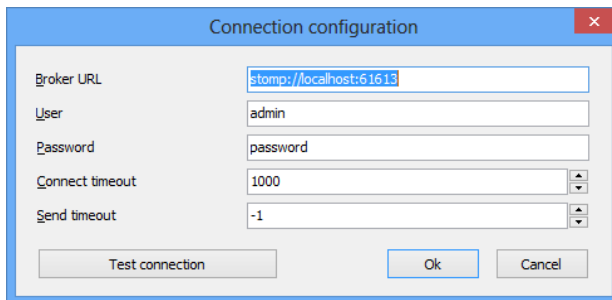 Connection configuration
Broker URL stomp://localhost:61613
User admin
Password password
Connect timeout 1000
Send timeout -1
Test connection Ok Cancel